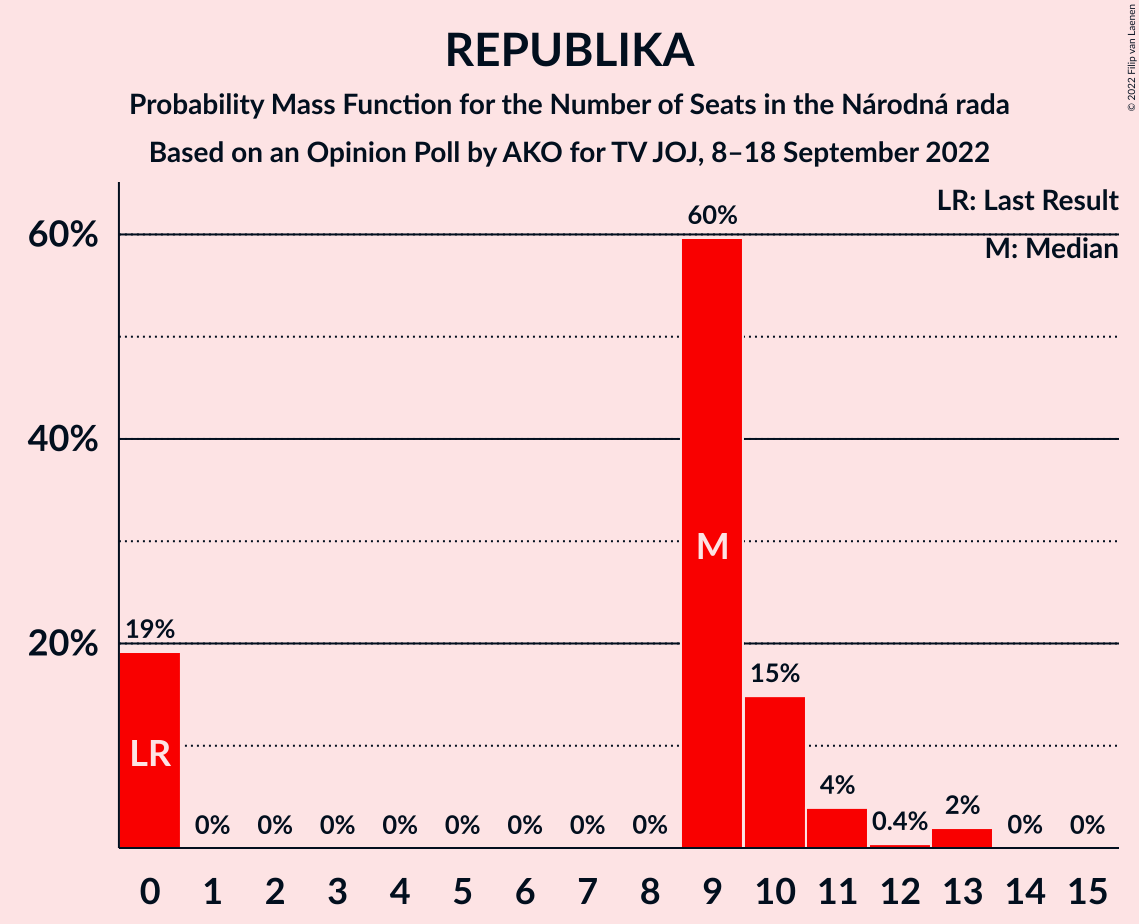 REPUBLIKA
Probability Mass Function for the Number of Seats in the Národná rada
Based on an Opinion Poll by AKO for TV JOJ, 8–18 September 2022
© 2022 Filip van Laenen
LR: Last Result
M: Median
60%
40%
20%
19%
0%
0%
0%
0%
0%
0%
0%
0%
60%
15%
4%
0.4%
2%
0%
0%
LR
M
0 1 2 3 4 5 6 7 8 9 10 11 12 13 14 15